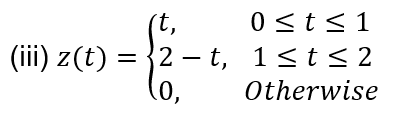 t, 0 ≤ t ≤ 1
(iii) z(t) = { 2 − t, 1 ≤ t ≤ 2
0, Otherwise